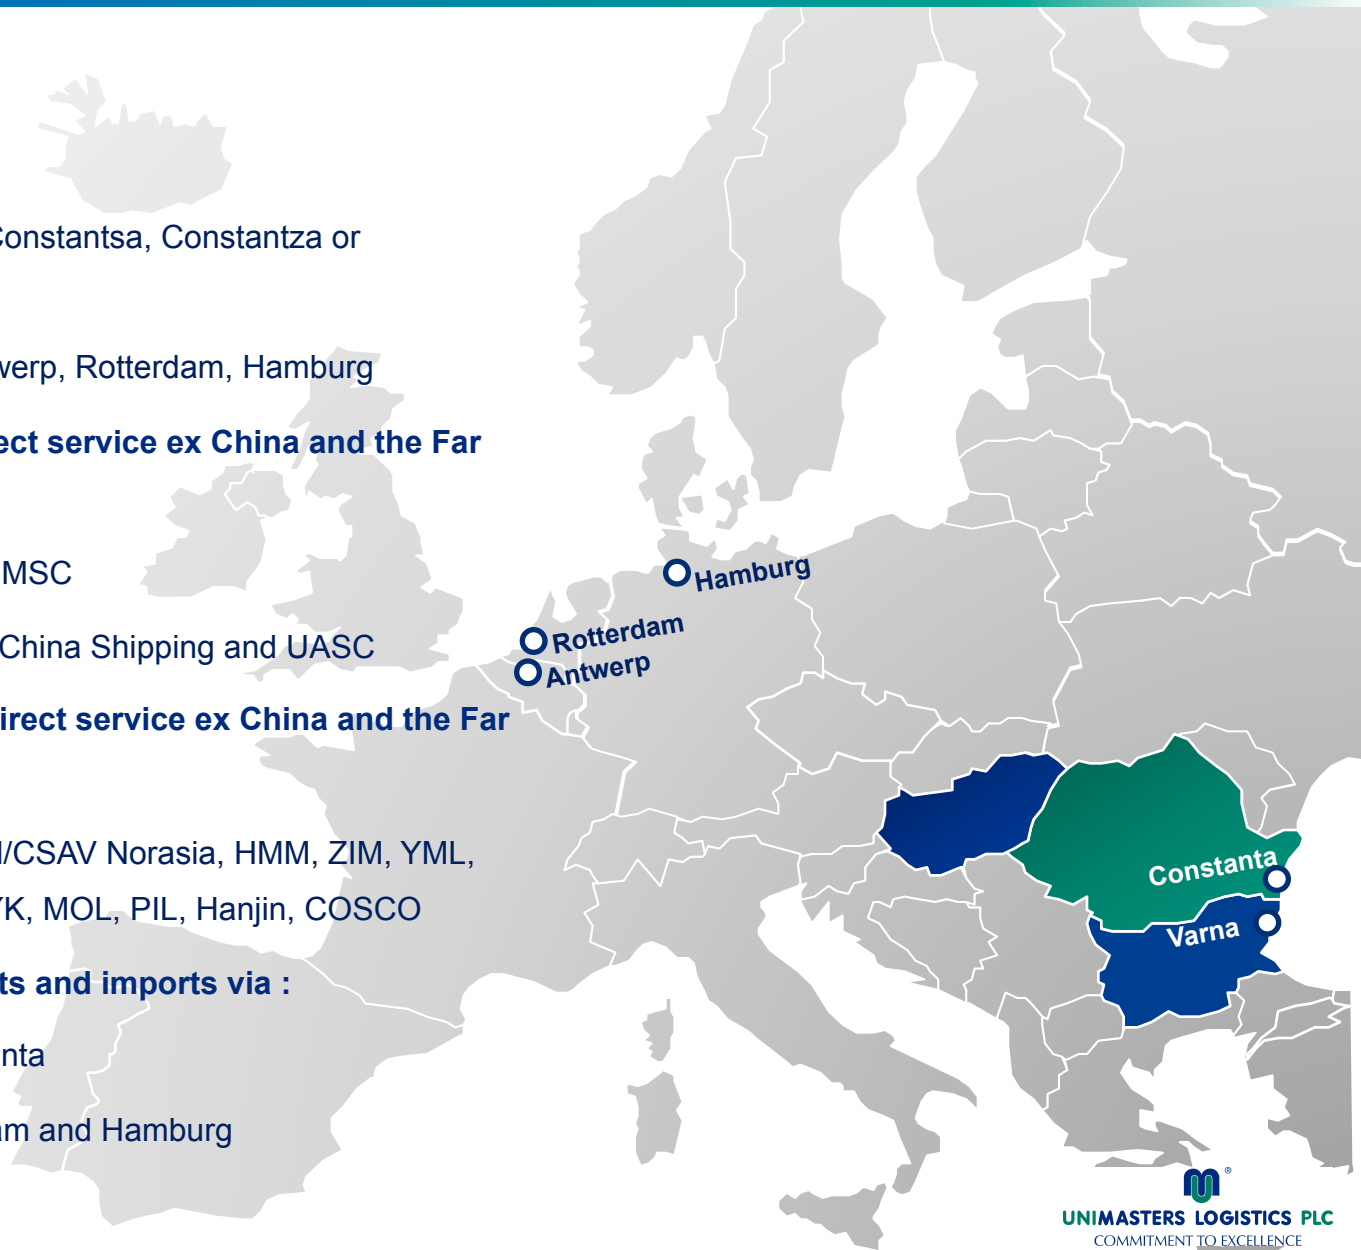 Constantsa, Constantza or
werp, Rotterdam, Hamburg
ect service ex China and the Far
MSC
China Shipping and UASC
irect service ex China and the Far
/CSAV Norasia, HMM, ZIM, YML,
YK, MOL, PIL, Hanjin, COSCO
ts and imports via :
nta
am and Hamburg
Hamburg
Rotterdam
Antwerp
Constanta
Varna
®
UNIMASTERS LOGISTICS PLC
COMMITMENT TO EXCELLENCE